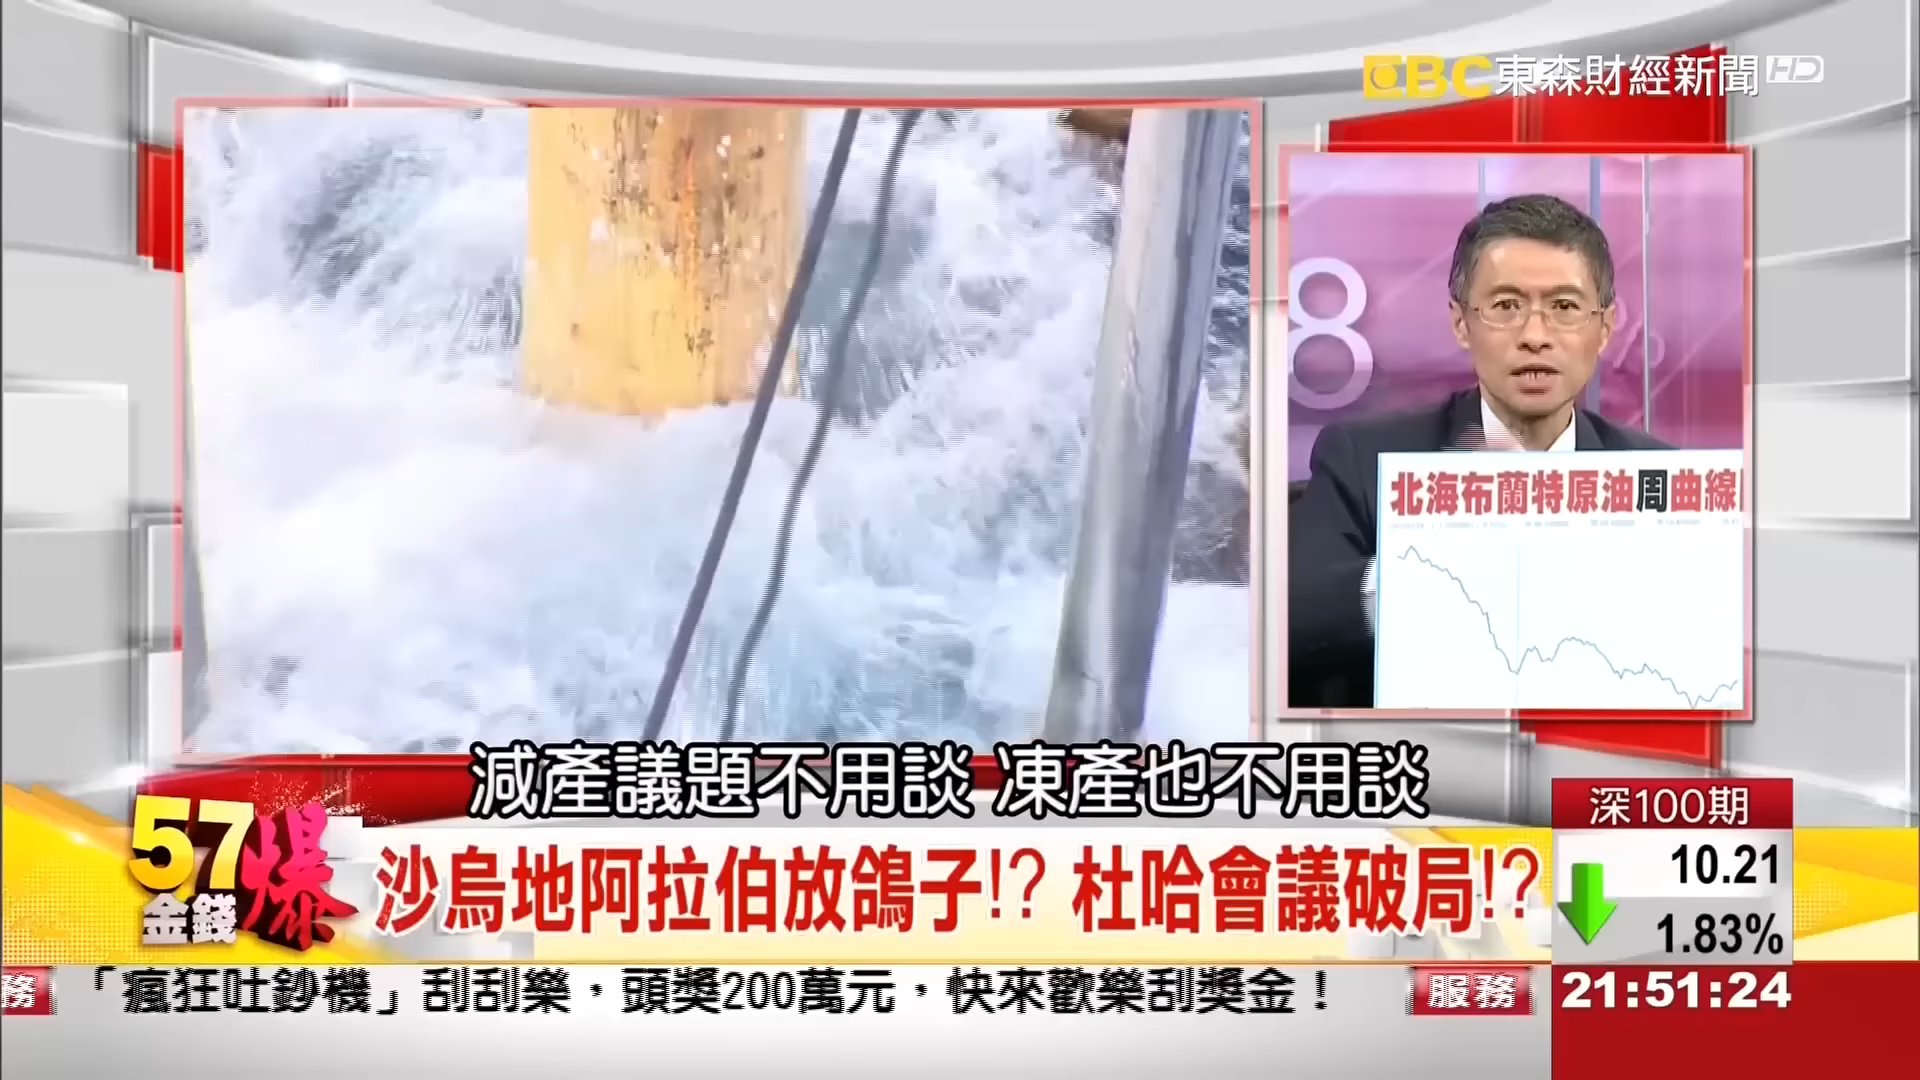 EBC 東森財經新聞 HD
8
%
北海布蘭特原油周曲線
減產議題不用談 凍產也不用談
57
金錢
爆
沙烏地阿拉伯放鴿子!? 杜哈會議破局!?
深100期
10.21
1.83%
務 「瘋狂吐鈔機」刮刮樂，頭獎200萬元，快來歡樂刮獎金！ 服務
21:51:24